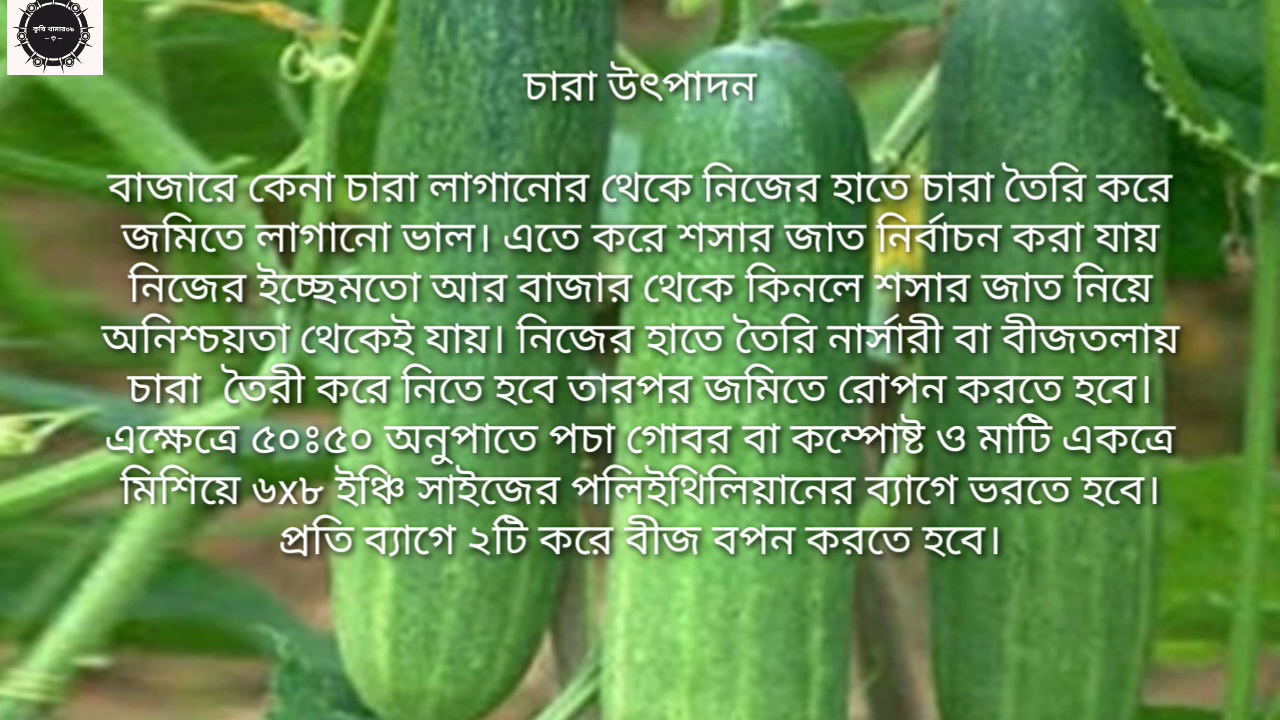 কৃষি খামার
চারা উৎপাদন
বাজারে কেনা চারা লাগানোর থেকে নিজের হাতে চারা তৈরি করে
জমিতে লাগানো ভাল। এতে করে শসার জাত নির্বাচন করা যায়
নিজের ইচ্ছেমতো আর বাজার থেকে কিনলে শসার জাত নিয়ে
অনিশ্চয়তা থেকেই যায়। নিজের হাতে তৈরি নার্সারী বা বীজতলায়
চারা  তৈরী করে নিতে হবে তারপর জমিতে রোপন করতে হবে।
এক্ষেত্রে ৫০ঃ৫০ অনুপাতে পচা গোবর বা কম্পোষ্ট ও মাটি একত্রে
মিশিয়ে ৬x৮ ইঞ্চি সাইজের পলিইথিলিয়ানের ব্যাগে ভরতে হবে।
প্রতি ব্যাগে ২টি করে বীজ বপন করতে হবে।